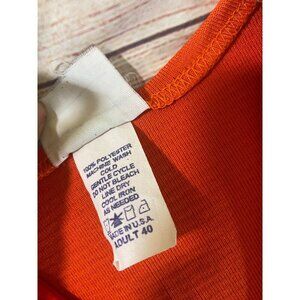 100% POLYESTER
MACHINE WASH
COLD
GENTLE CYCLE
DO NOT BLEACH
LINE DRY
COOL IRON
AS NEEDED
MADE IN U.S.A.
ADULT 40